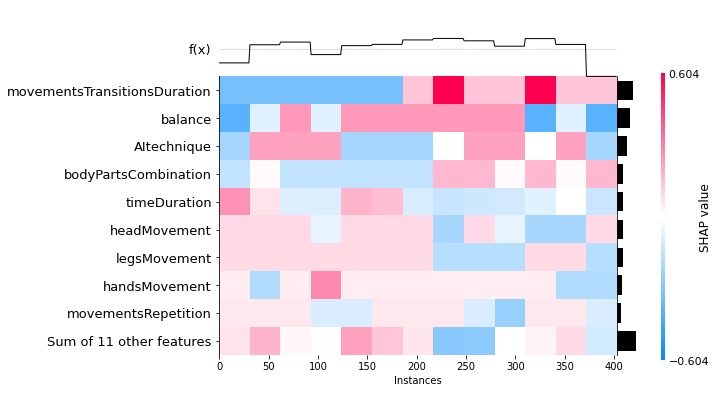 f(x)
movementsTransitionsDuration
balance
AItechnique
bodyPartsCombination
timeDuration
headMovement
legsMovement
handsMovement
movementsRepetition
Sum of 11 other features
0 50 100 150 200 250 300 350 400
Instances
0.604
SHAP value
−0.604